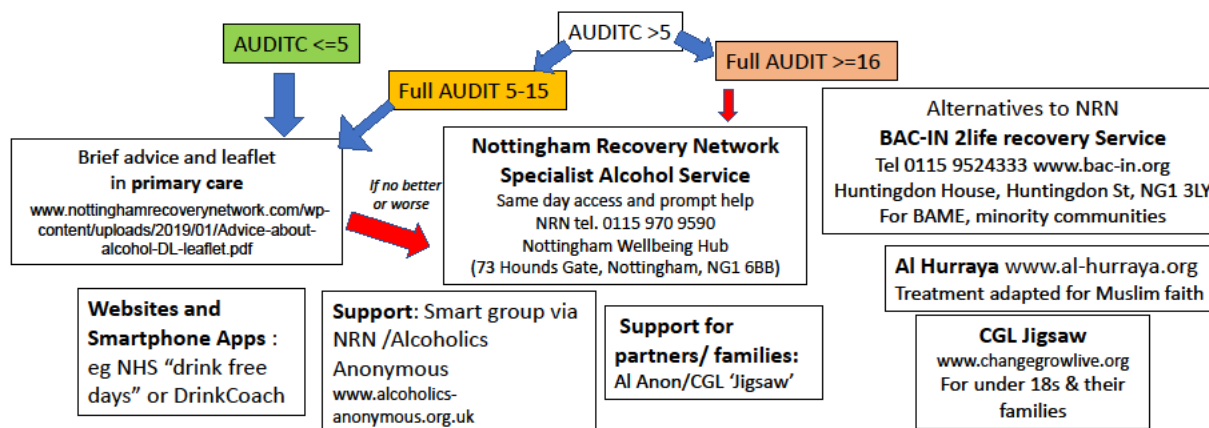 AUDITC <=5
AUDITC >5
Full AUDIT 5-15
Full AUDIT >=16
Brief advice and leaflet
in primary care
www.nottinghamrecoverynetwork.com/wp-
content/uploads/2019/01/Advice-about-
alcohol-DL-leaflet.pdf
If no better
or worse
Nottingham Recovery Network
Specialist Alcohol Service
Same day access and prompt help
NRN tel. 0115 970 9590
Nottingham Wellbeing Hub
(73 Hounds Gate, Nottingham, NG1 6BB)
Alternatives to NRN
BAC-IN 2life recovery Service
Tel 0115 9524333 www.bac-in.org
Huntingdon House, Huntingdon St, NG1 3LY
For BAME, minority communities
Al Hurraya www.al-hurraya.org
Treatment adapted for Muslim faith
Websites and
Smartphone Apps :
eg NHS “drink free
days” or DrinkCoach
Support: Smart group via
NRN /Alcoholics
Anonymous
www.alcoholics-
anonymous.org.uk
Support for
partners/ families:
Al Anon/CGL ‘Jigsaw’
CGL Jigsaw
www.changegrowlive.org
For under 18s & their
families